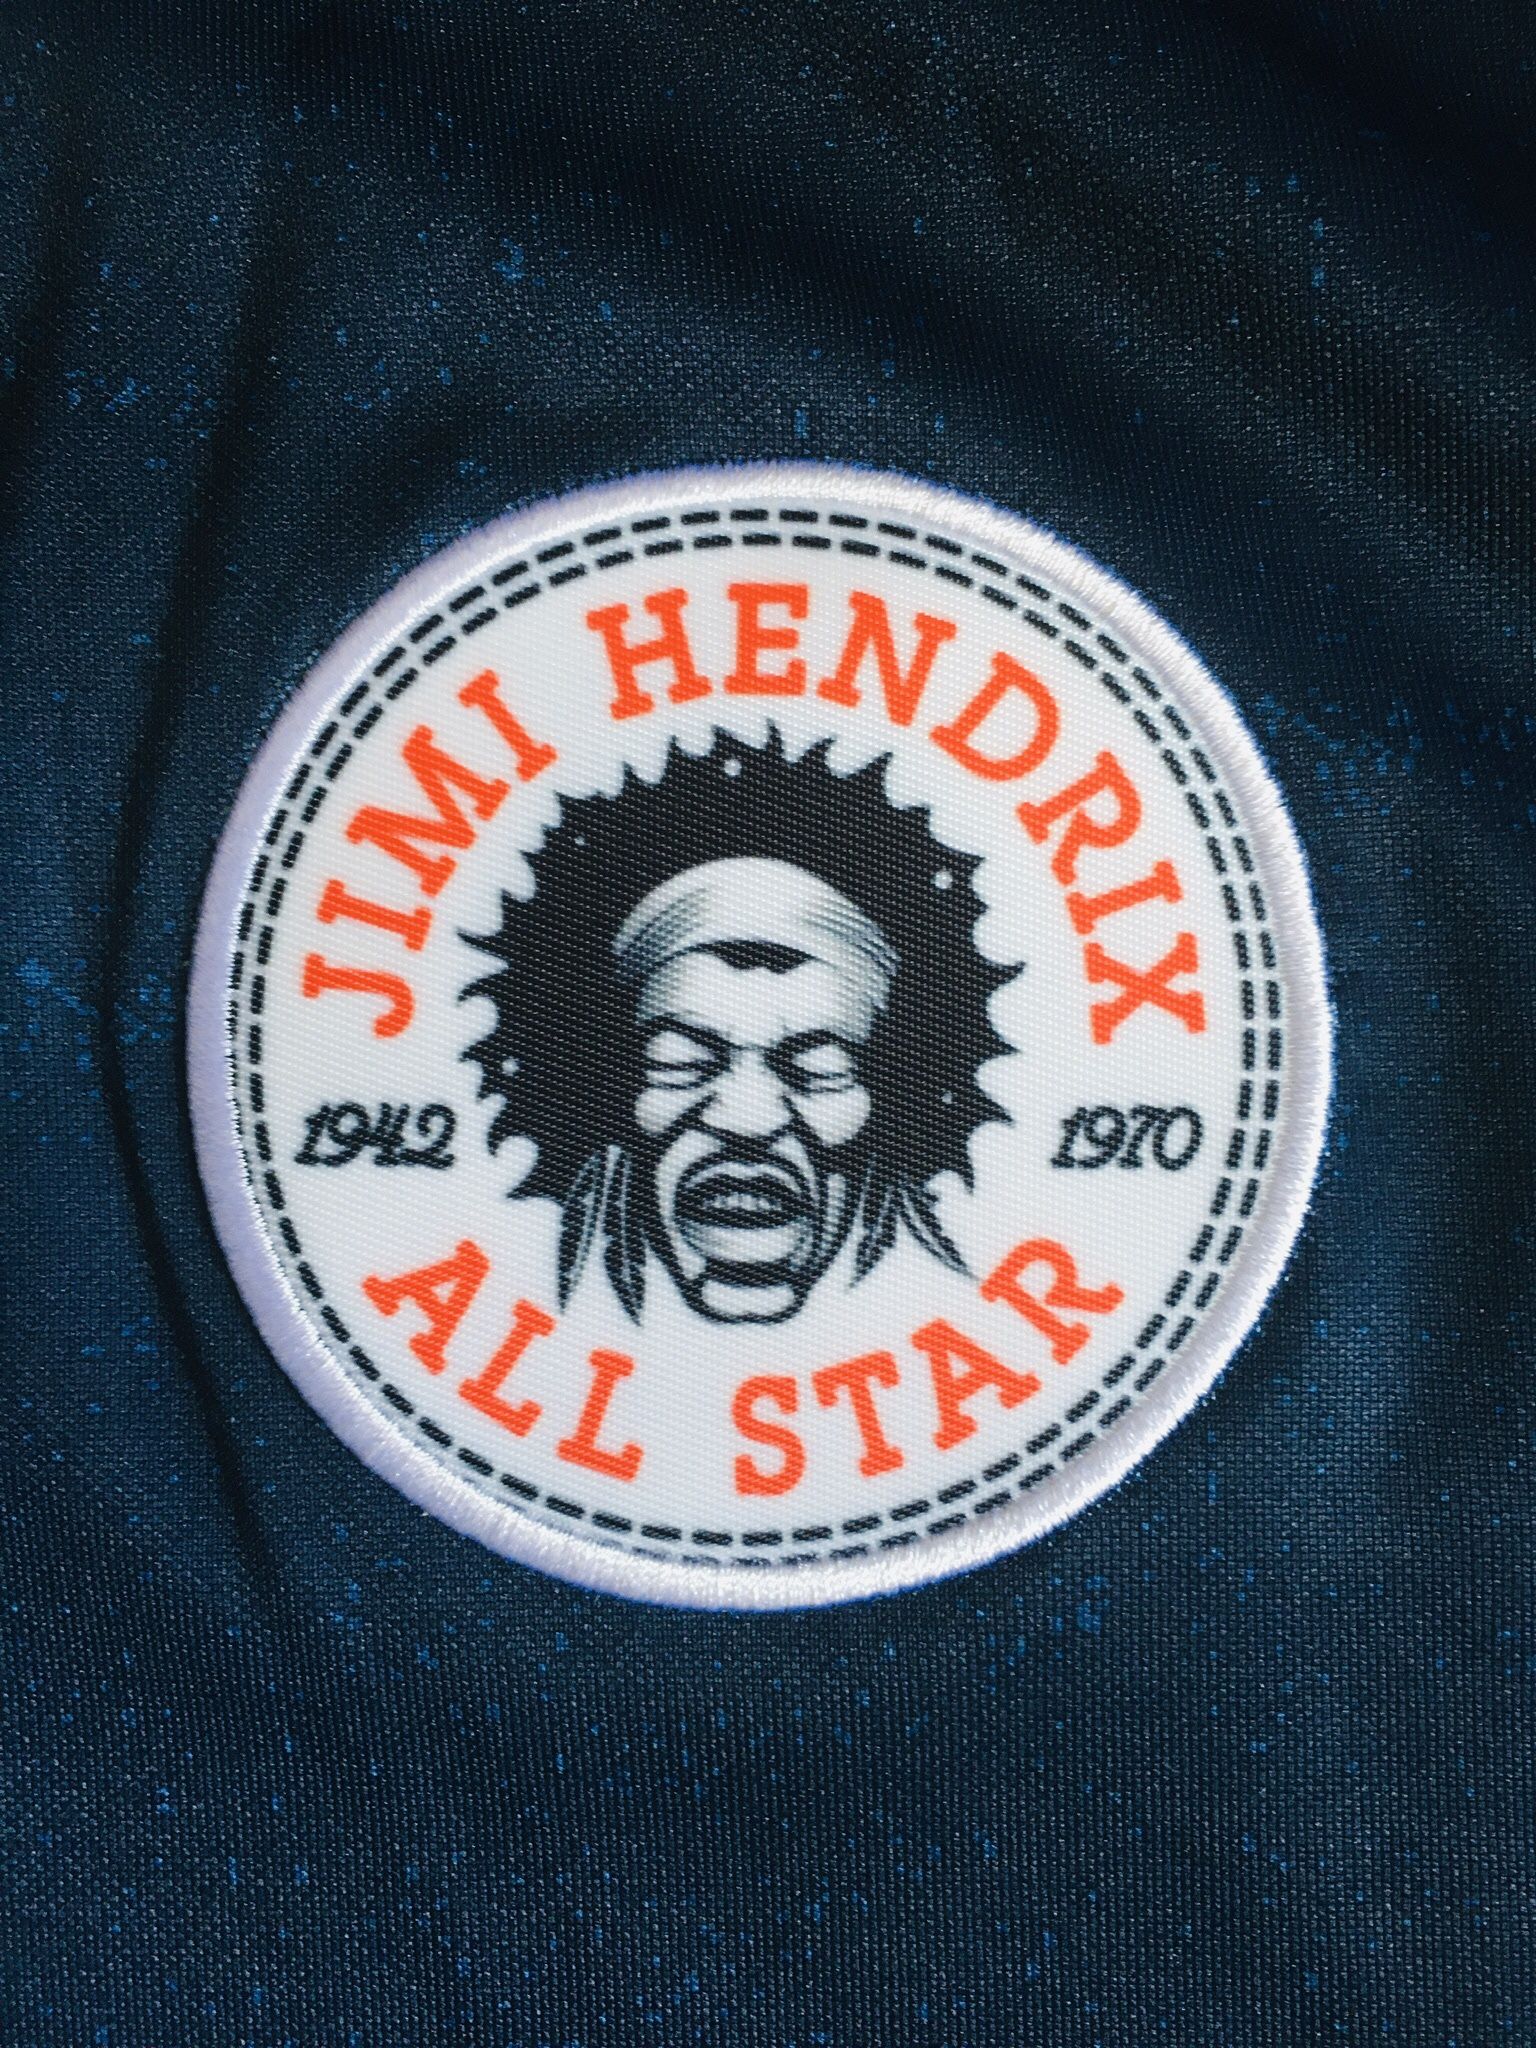 JIMI HENDRIX
1942
1970
ALL STAR